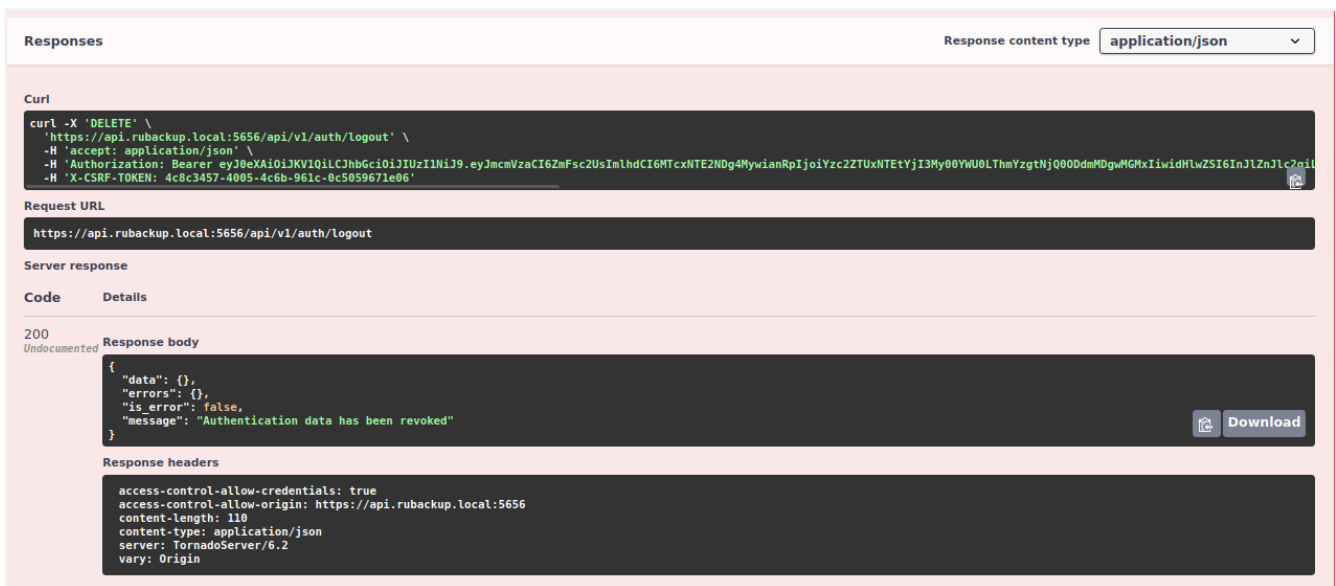 Responses
Response content type application/json
Curl
curl -X 'DELETE' \
'https://api.rubackup.local:5656/api/v1/auth/logout' \
-H 'accept: application/json' \
-H 'Authorization: Bearer eyJ0eXAiOiJKV1QiLCJhbGciOiJIUzI1NiJ9.eyJmcmVzaCI6ZmFsc2UsImlhdCI6MTcxNTE2NDg4MywianRpIjoiYzc2ZTUxNTEtYjI3My00YWU0LThmYzgtNjQ0ODdmMDgwMGMxIiwidHlwZSI6InJlZnJlc2giL
-H 'X-CSRF-TOKEN: 4c8c3457-4005-4c6b-961c-0c5059671e06'
Request URL
https://api.rubackup.local:5656/api/v1/auth/logout
Server response
Code Details
200
Undocumented
Response body
{
"data": {},
"errors": {},
"is_error": false,
"message": "Authentication data has been revoked"
}
Download
Response headers
access-control-allow-credentials: true
access-control-allow-origin: https://api.rubackup.local:5656
content-length: 110
content-type: application/json
server: TornadoServer/6.2
vary: Origin